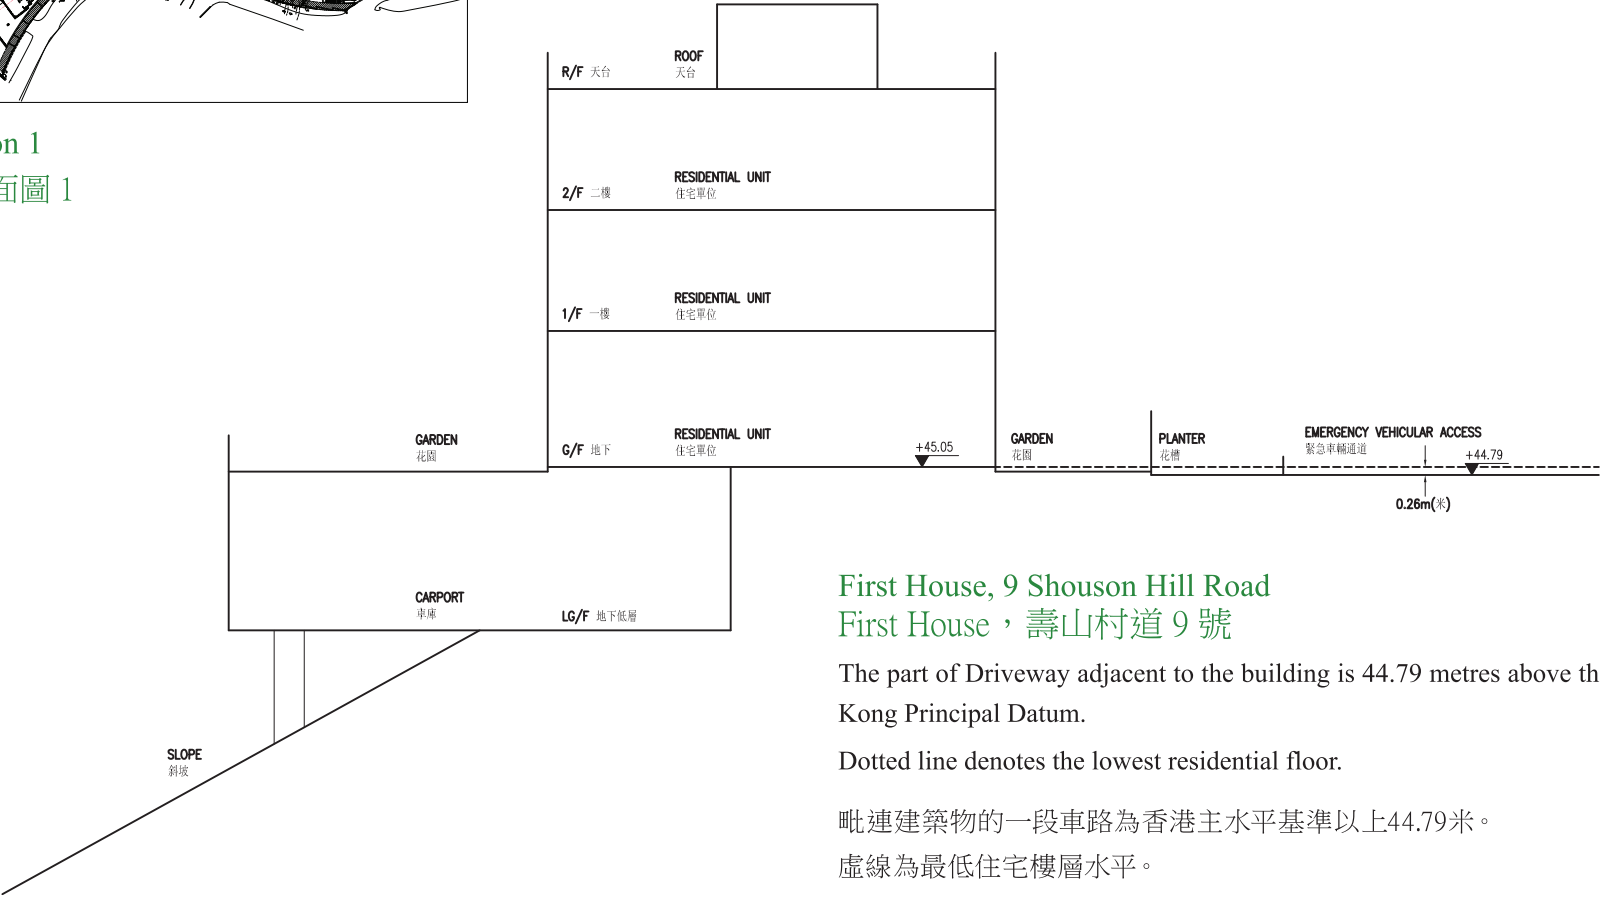 on 1
面圖 1
ROOF
R/F 天台
天台
RESIDENTIAL UNIT
2/F 二樓
住宅單位
RESIDENTIAL UNIT
1/F 一樓
住宅單位
GARDEN
花園
RESIDENTIAL UNIT
G/F 地下
住宅單位
+45.05
GARDEN
花園
PLANTER
花槽
EMERGENCY VEHICULAR ACCESS
緊急車輛通道
+44.79
0.26m(米)
CARPORT
車庫
LG/F 地下低層
SLOPE
斜坡
First House, 9 Shouson Hill Road
First House，壽山村道 9 號
The part of Driveway adjacent to the building is 44.79 metres above th
Kong Principal Datum.
Dotted line denotes the lowest residential floor.
毗連建築物的一段車路為香港主水平基準以上44.79米。
虛線為最低住宅樓層水平。